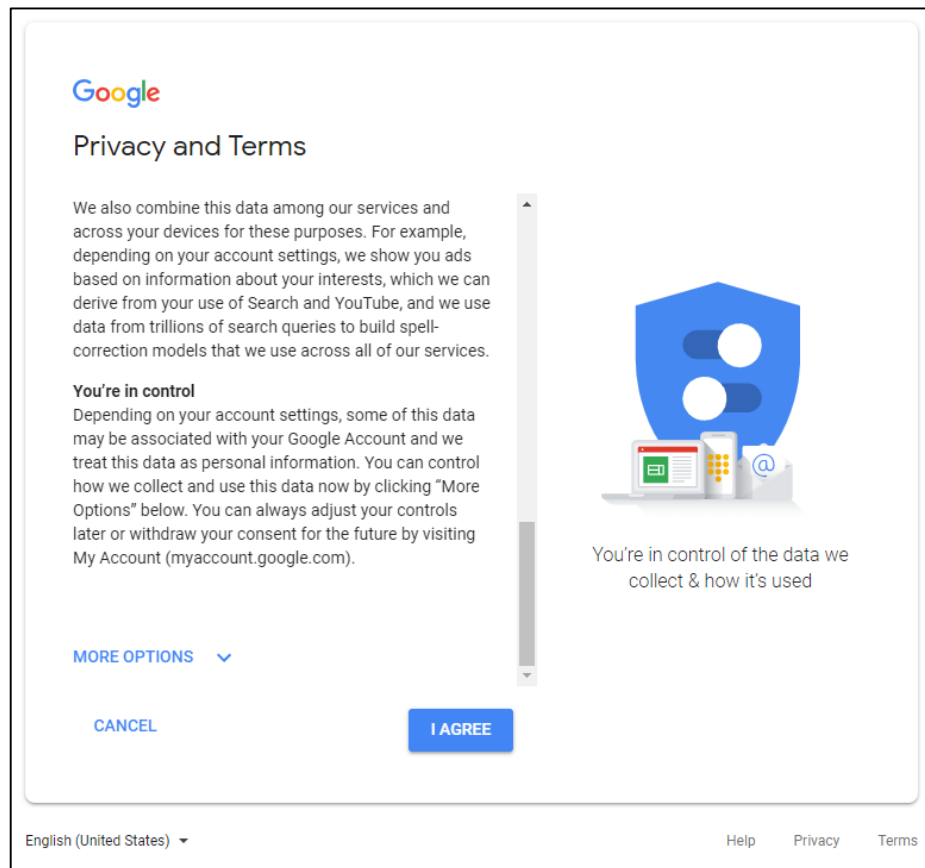 Google
Privacy and Terms
We also combine this data among our services and
across your devices for these purposes. For example,
depending on your account settings, we show you ads
based on information about your interests, which we can
derive from your use of Search and YouTube, and we use
data from trillions of search queries to build spell-
correction models that we use across all of our services.
You’re in control
Depending on your account settings, some of this data
may be associated with your Google Account and we
treat this data as personal information. You can control
how we collect and use this data now by clicking “More
Options” below. You can always adjust your controls
later or withdraw your consent for the future by visiting
My Account (myaccount.google.com).
MORE OPTIONS
CANCEL
I AGREE
@
You’re in control of the data we
collect & how it’s used
English (United States)
Help Privacy Terms